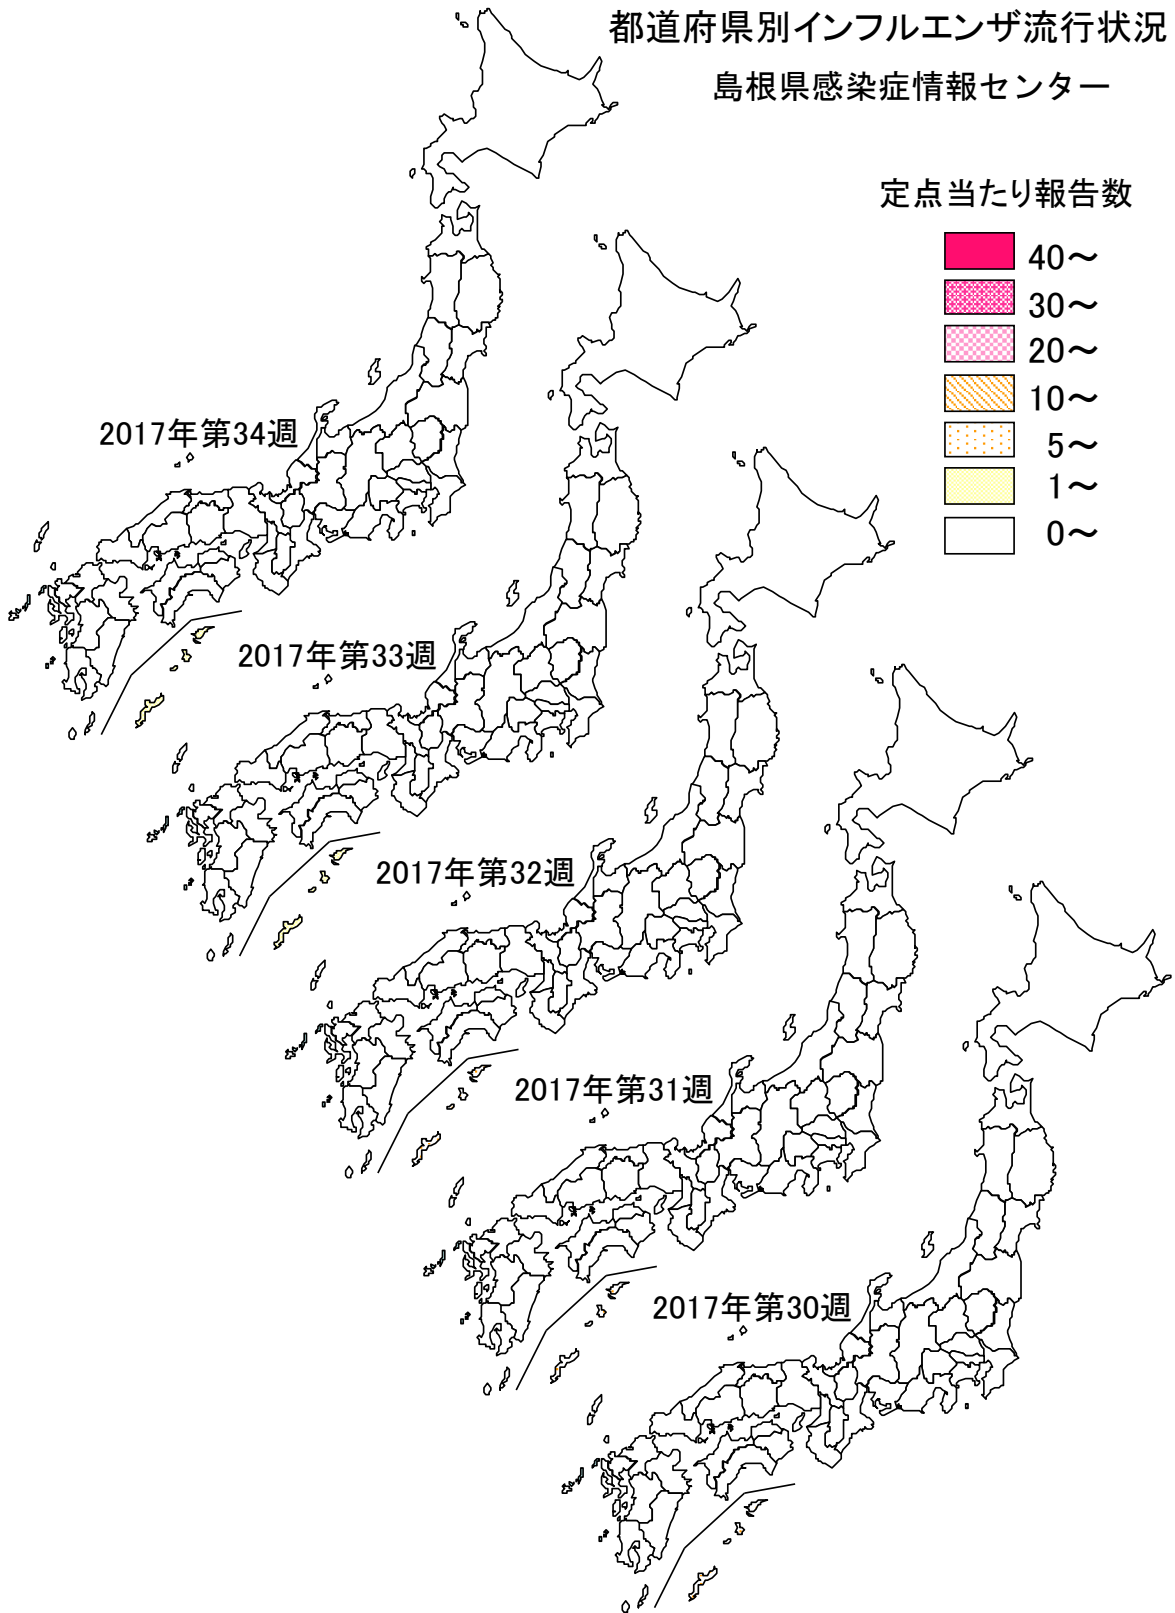 都道府県別インフルエンザ流行状況
島根県感染症情報センター
定点当たり報告数
40～
30～
20～
10～
5～
1～
0～
2017年第34週
2017年第33週
2017年第32週
2017年第31週
2017年第30週